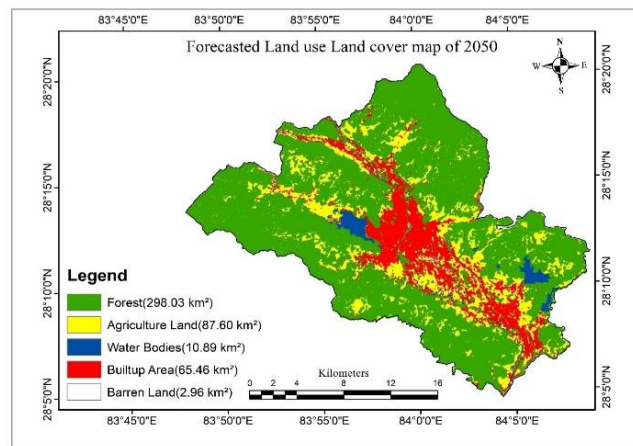 83°45'0"E 83°50'0"E 83°55'0"E 84°0'0"E 84°5'0"E
Forecasted Land use Land cover map of 2050
N
W E
S
28°20'0"N 28°20'0"N
28°15'0"N 28°15'0"N
28°10'0"N 28°10'0"N
28°5'0"N 28°5'0"N
Legend
Forest(298.03 km²)
Agriculture Land(87.60 km²)
Water Bodies(10.89 km²)
Builtup Area(65.46 km²)
Barren Land(2.96 km²)
Kilometers
0 2 4 8 12 16
83°45'0"E 83°50'0"E 83°55'0"E 84°0'0"E 84°5'0"E